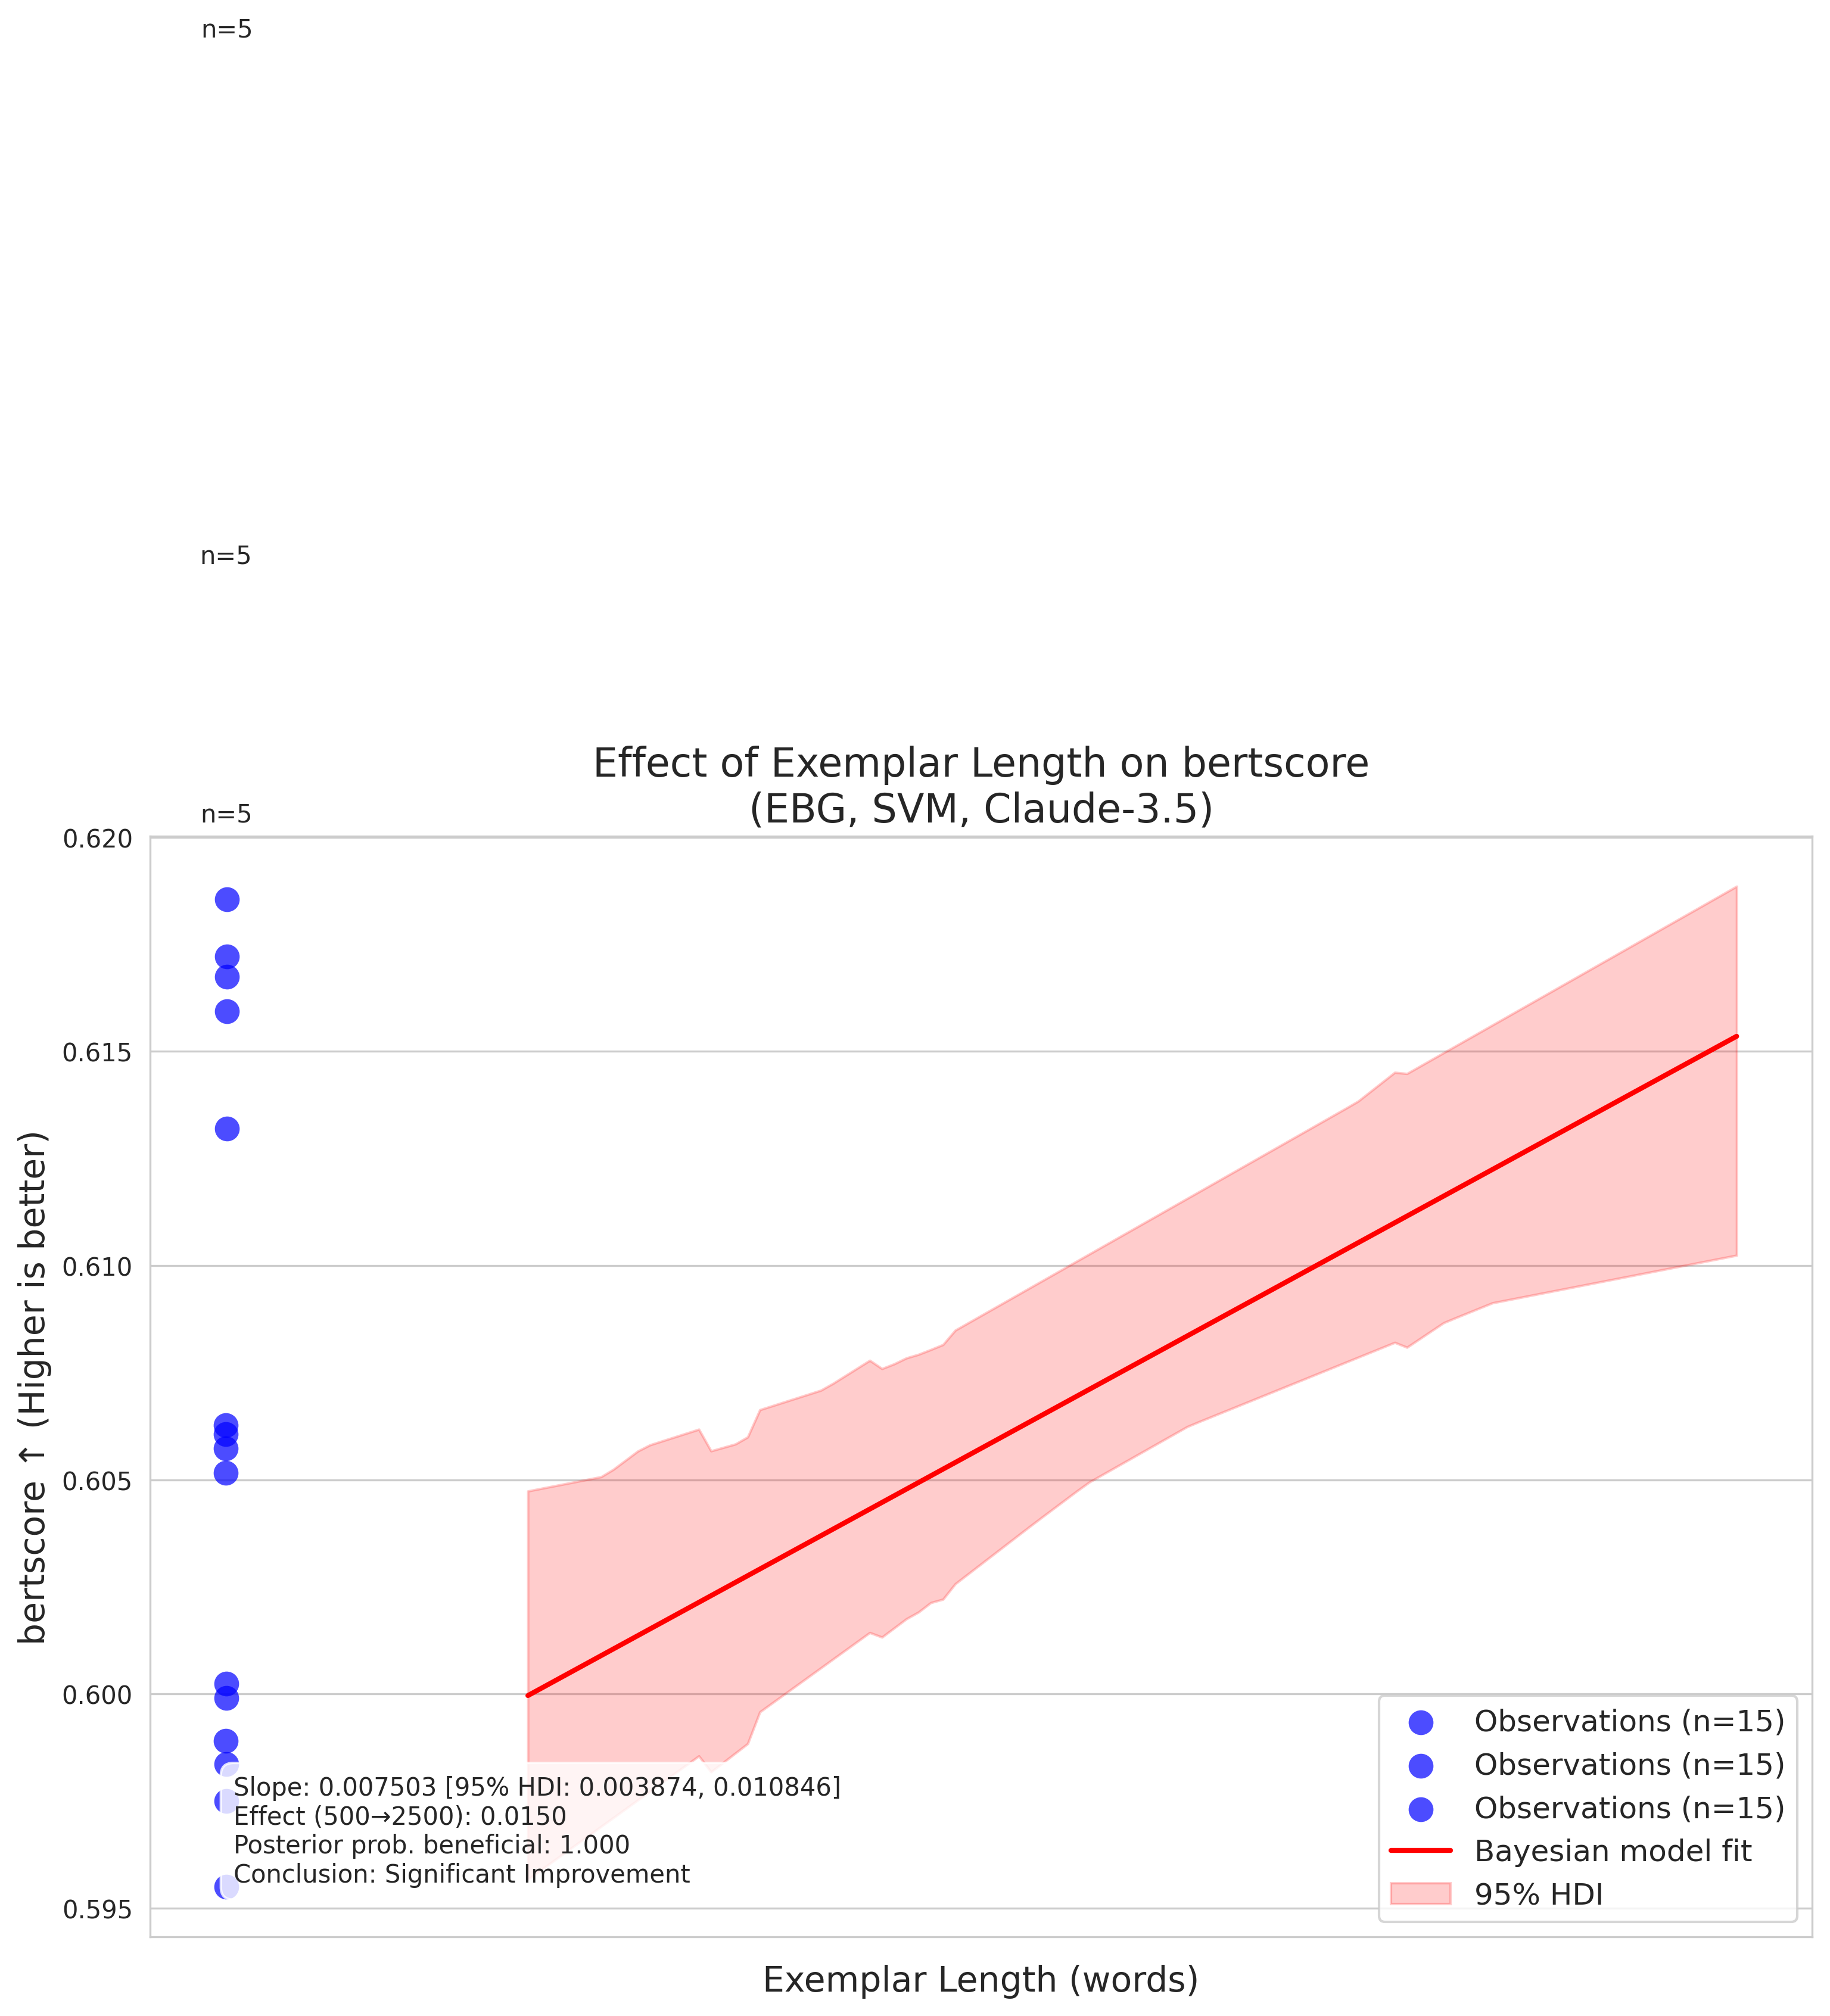 n=5
n=5
Effect of Exemplar Length on bertscore
(EBG, SVM, Claude-3.5)
n=5
0.620
0.615
0.610
0.605
0.600
0.595
bertscore ↑ (Higher is better)
Slope: 0.007503 [95% HDI: 0.003874, 0.010846]
Effect (500→2500): 0.0150
Posterior prob. beneficial: 1.000
Conclusion: Significant Improvement
Observations (n=15)
Observations (n=15)
Observations (n=15)
Bayesian model fit
95% HDI
Exemplar Length (words)